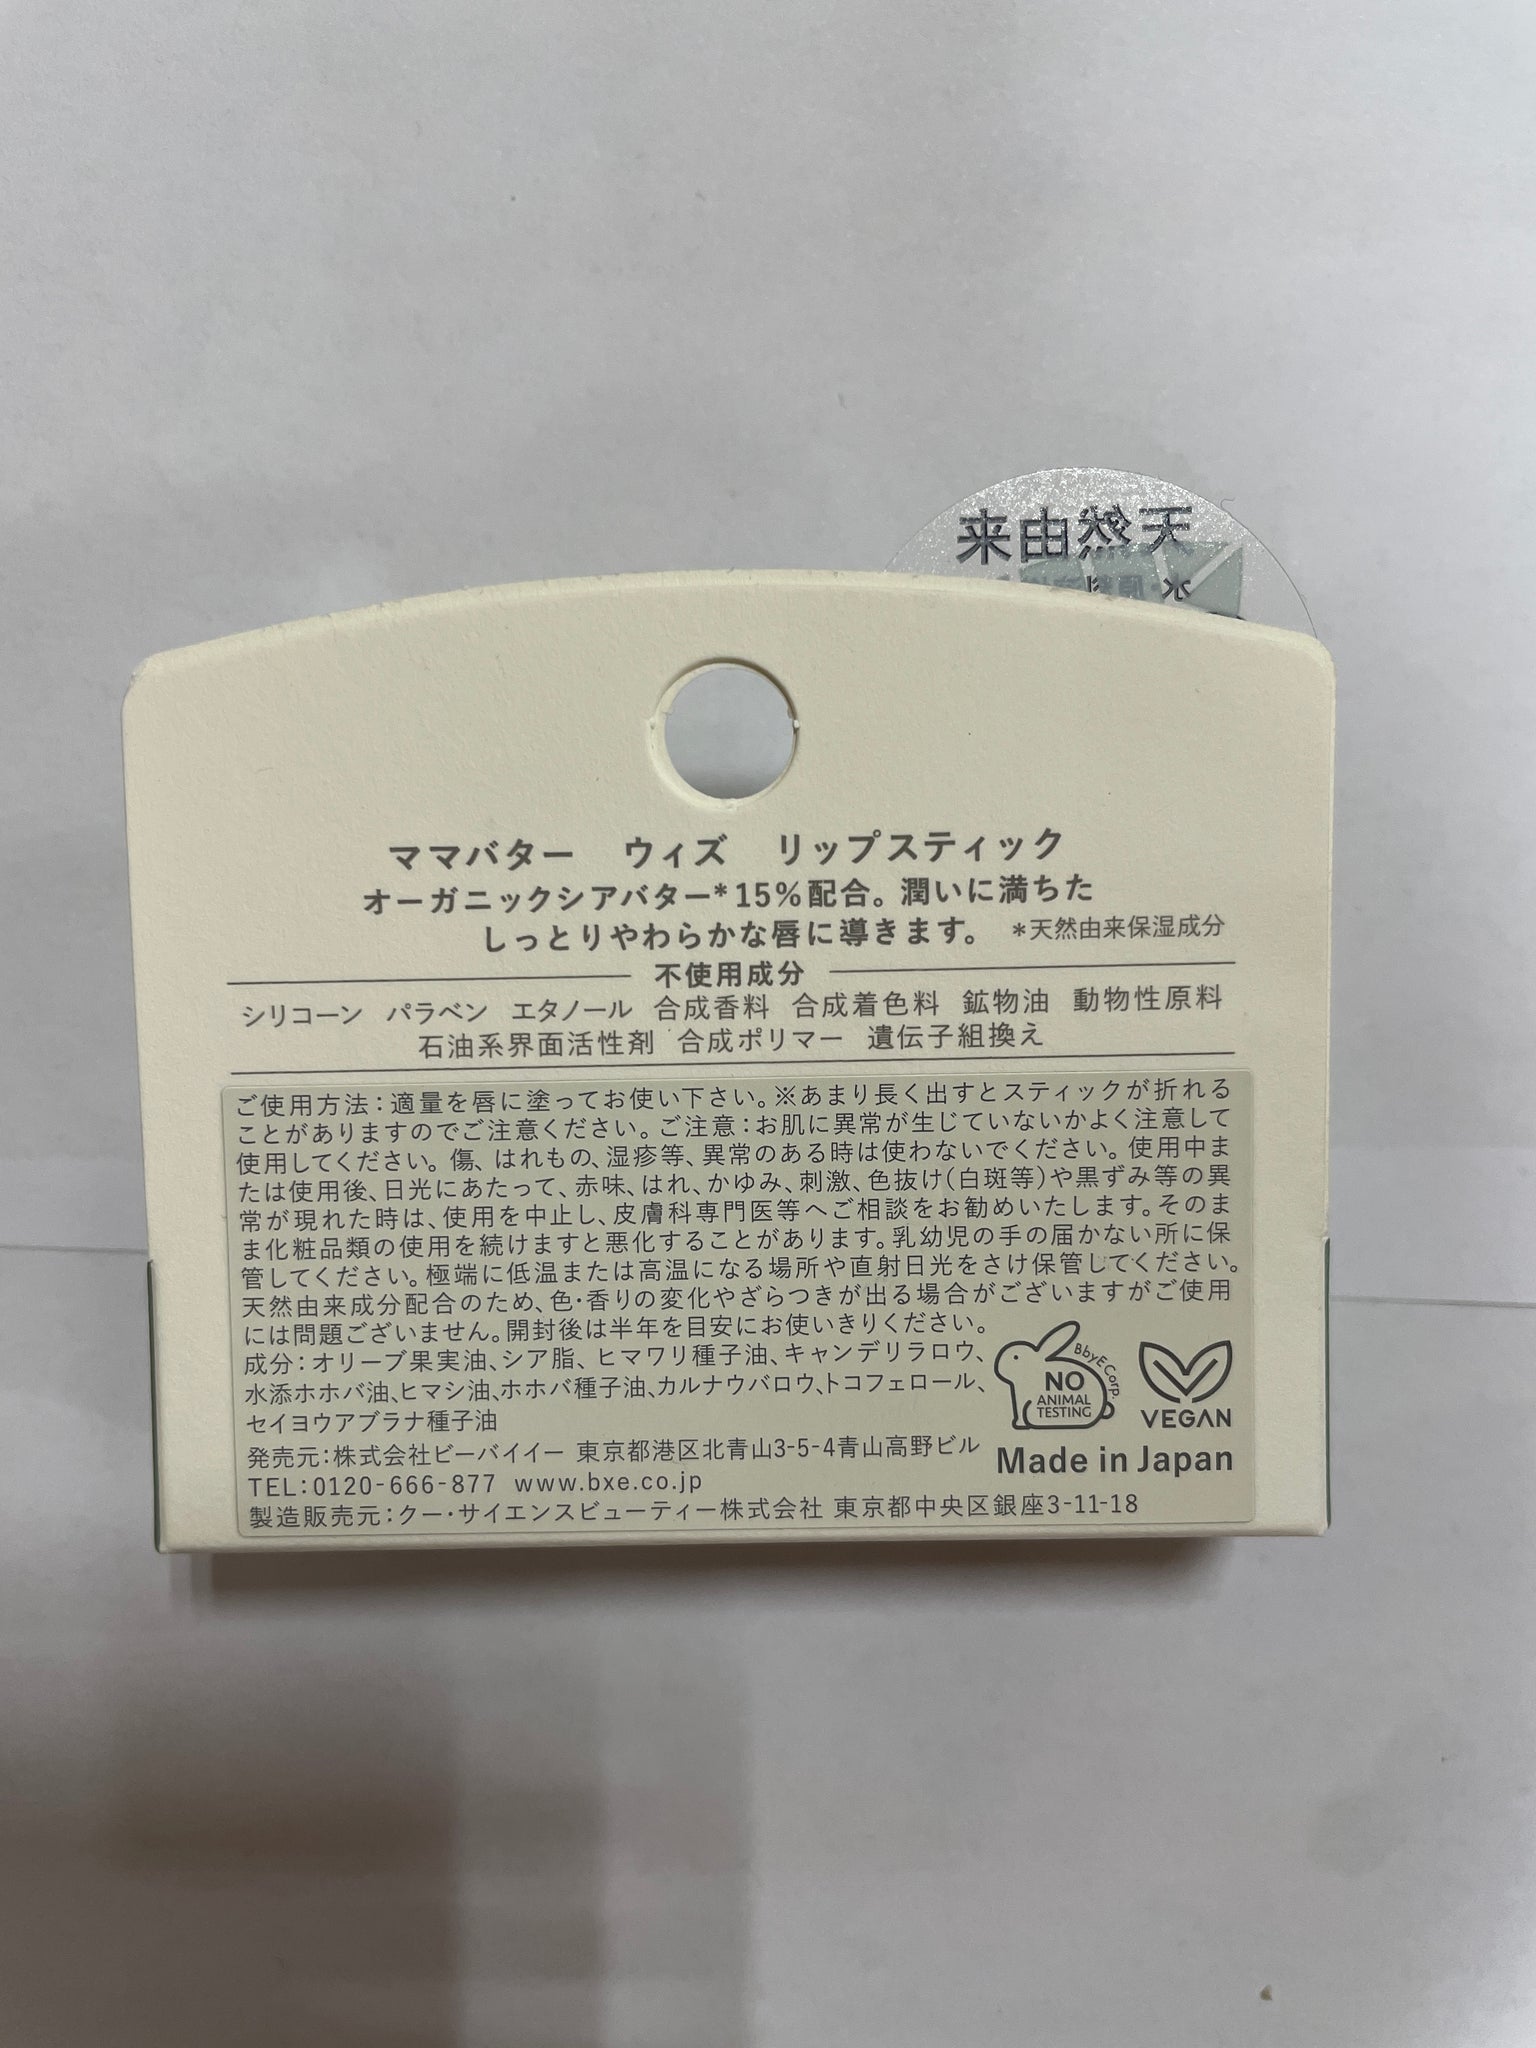 天然由来
ママバター　ウィズ　リップスティック
オーガニックシアバター*15%配合。潤いに満ちた
しっとりやわらかな唇に導きます。 *天然由来保湿成分
不使用成分
シリコーン　パラベン　エタノール　合成香料　合成着色料　鉱物油　動物性原料
石油系界面活性剤　合成ポリマー　遺伝子組換え
ご使用方法：適量を唇に塗ってお使い下さい。※あまり長く出すとスティックが折れる
ことがありますのでご注意ください。ご注意：お肌に異常が生じていないかよく注意して
使用してください。傷、はれもの、湿疹等、異常のある時は使わないでください。使用中ま
たは使用後、日光にあたって、赤味、はれ、かゆみ、刺激、色抜け(白斑等)や黒ずみ等の異
常が現れた時は、使用を中止し、皮膚科専門医等へご相談をお勧めいたします。そのま
ま化粧品類の使用を続けますと悪化することがあります。乳幼児の手の届かない所に保
管してください。極端に低温または高温になる場所や直射日光をさけ保管してください。
天然由来成分配合のため、色・香りの変化やざらつきが出る場合がございますがご使用
には問題ございません。開封後は半年を目安にお使いきりください。
成分：オリーブ果実油、シア脂、ヒマワリ種子油、キャンデリラロウ、
水添ホホバ油、ヒマシ油、ホホバ種子油、カルナウバロウ、トコフェロール、
セイヨウアブラナ種子油
BbyE Corp.
NO
ANIMAL
TESTING
VEGAN
発売元：株式会社ビーバイイー 東京都港区北青山3-5-4青山高野ビル
Made in Japan
TEL：0120-666-877 www.bxe.co.jp
製造販売元：クー・サイエンスビューティー株式会社 東京都中央区銀座3-11-18